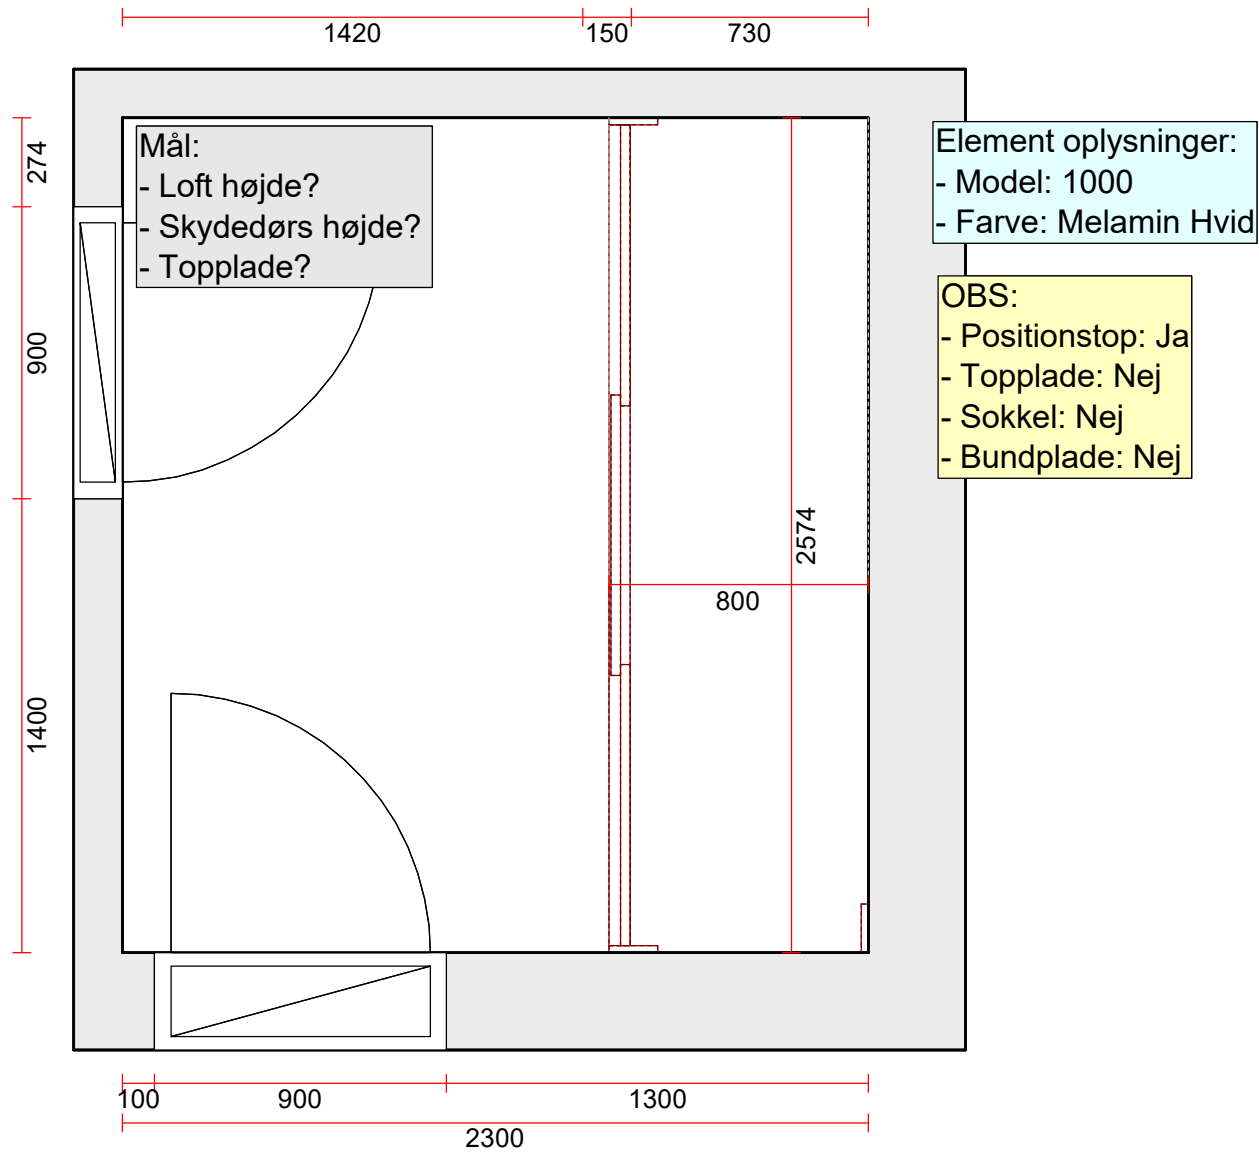 1420
150
730
274
900
1400
Mål:
- Loft højde?
- Skydedørs højde?
- Topplade?
Element oplysninger:
- Model: 1000
- Farve: Melamin Hvid
OBS:
- Positionstop: Ja
- Topplade: Nej
- Sokkel: Nej
- Bundplade: Nej
2574
800
100
900
1300
2300